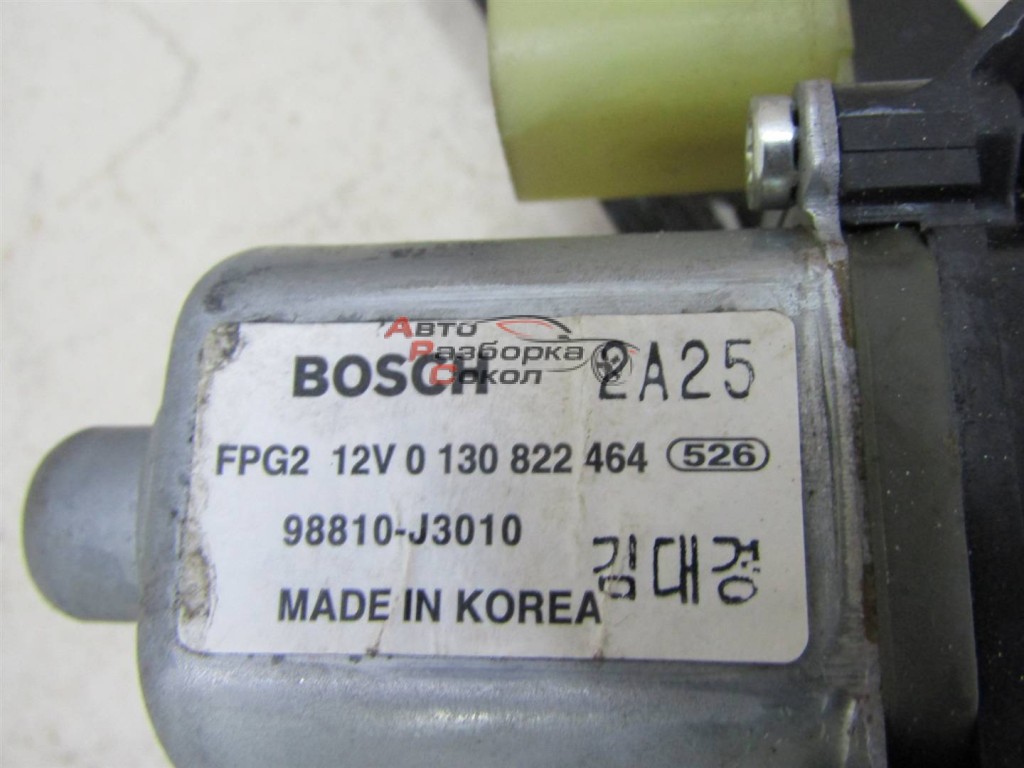 BOSCH 2A25
Авто
Разборка
Сокол
FPG2 12V 0 130 822 464 526
98810-J3010
김대경
MADE IN KOREA